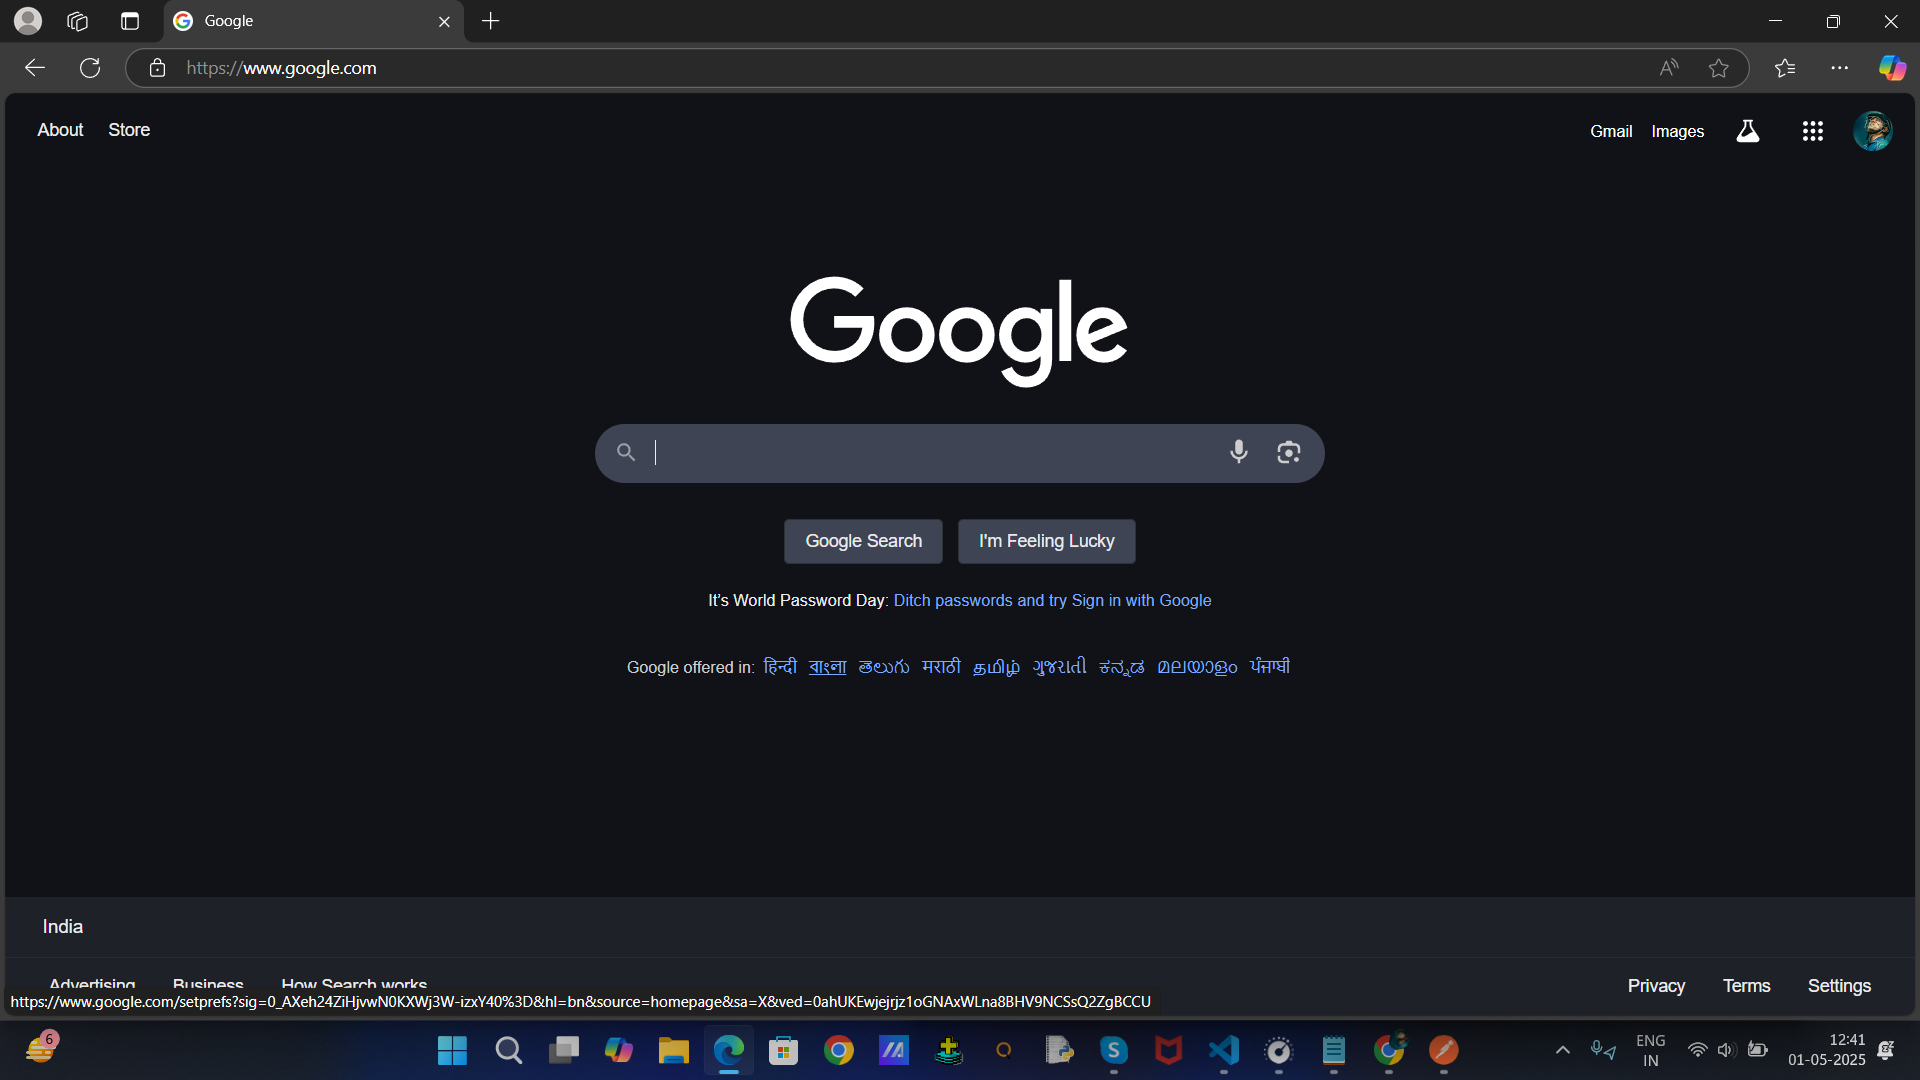 Google
https://www.google.com
About Store
Gmail Images
Google
Google Search I'm Feeling Lucky
It's World Password Day: Ditch passwords and try Sign in with Google
Google offered in: हिन्दी বাংলা తెలుగు मराठी தமிழ் ગુજરાતી ಕನ್ನಡ മലയാളം ਪੰਜਾਬੀ
India
Advertising Business How Search works
Privacy Terms Settings
https://www.google.com/setprefs?sig=0_AXeh24ZiHjvwN0KXWj3W-izxY40%3D&hl=bn&source=homepage&sa=X&ved=0ahUKEwjejrjz1oGNAxWLna8BHV9NCSsQ2ZgBCCU
6
ENG
IN
12:41
01-05-2025